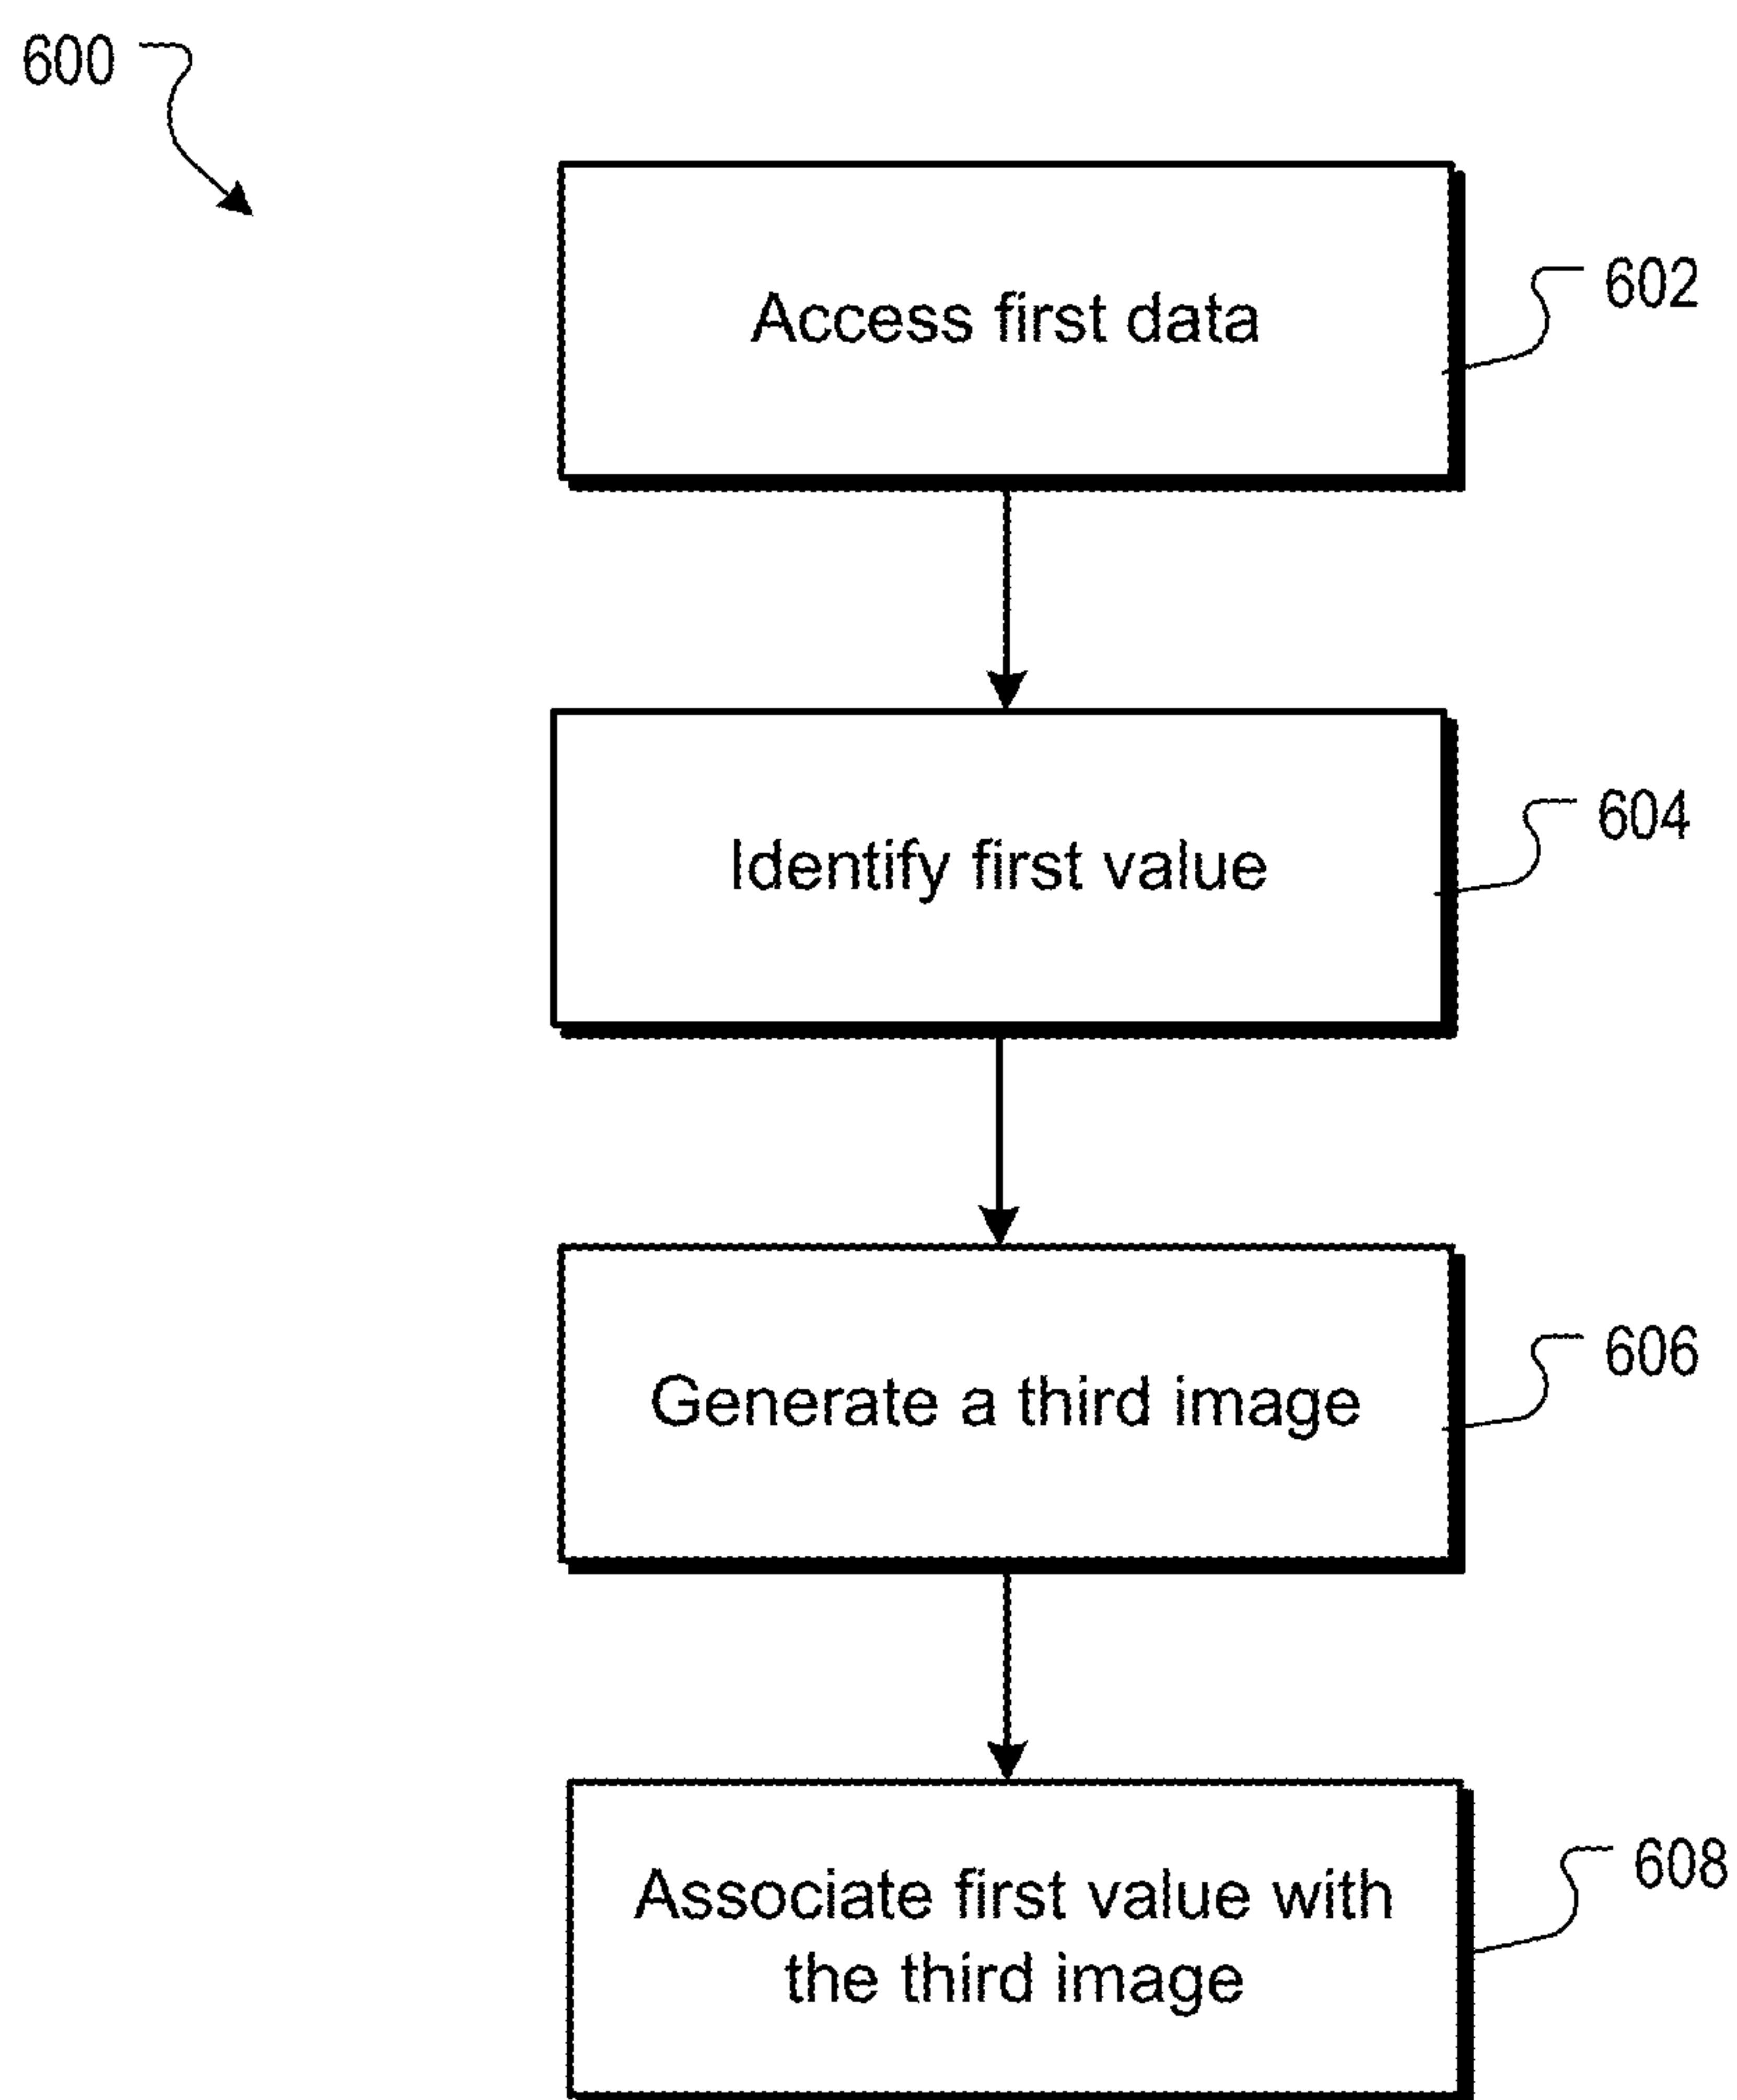 600
Access first data
602
Identify first value
604
Generate a third image
606
Associate first value with
the third image
608